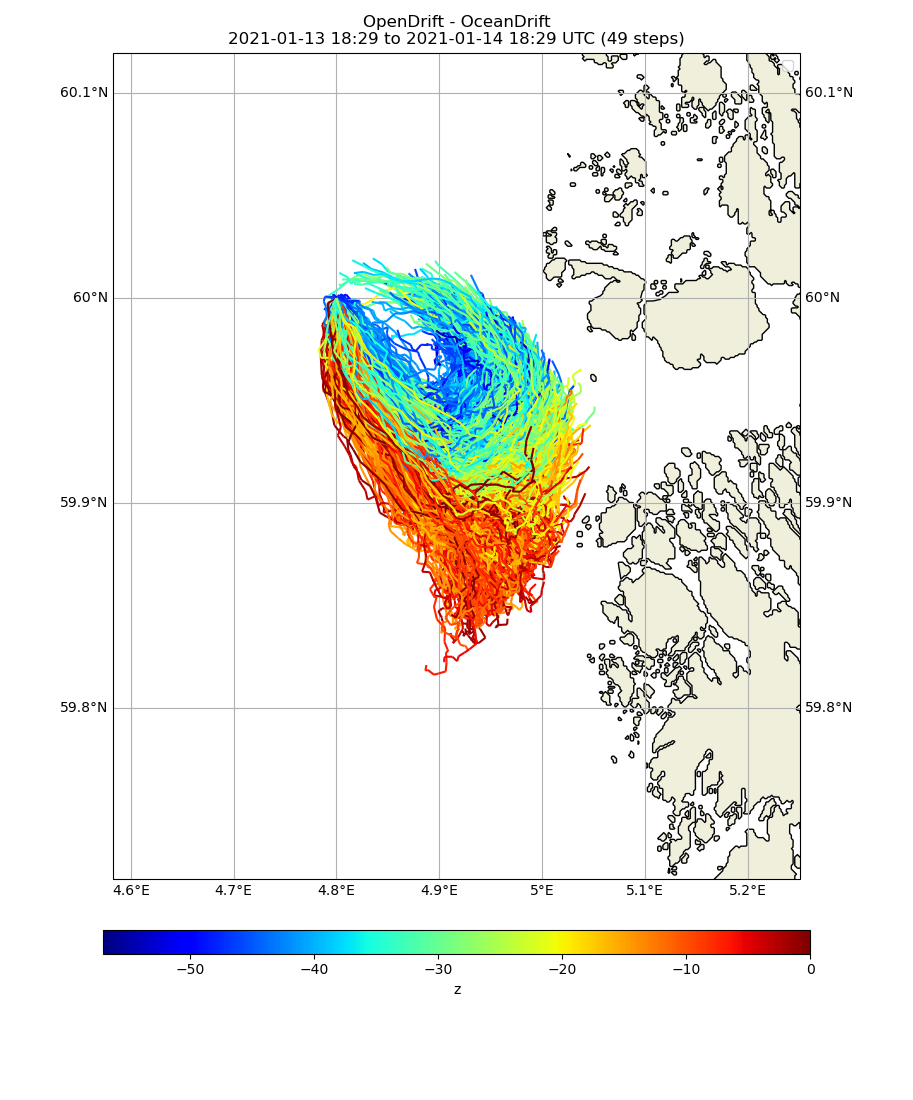 OpenDrift - OceanDrift
2021-01-13 18:29 to 2021-01-14 18:29 UTC (49 steps)
60.1°N 60.1°N
60°N 60°N
59.9°N 59.9°N
59.8°N 59.8°N
4.6°E 4.7°E 4.8°E 4.9°E 5°E 5.1°E 5.2°E
−50 −40 −30 −20 −10 0
z